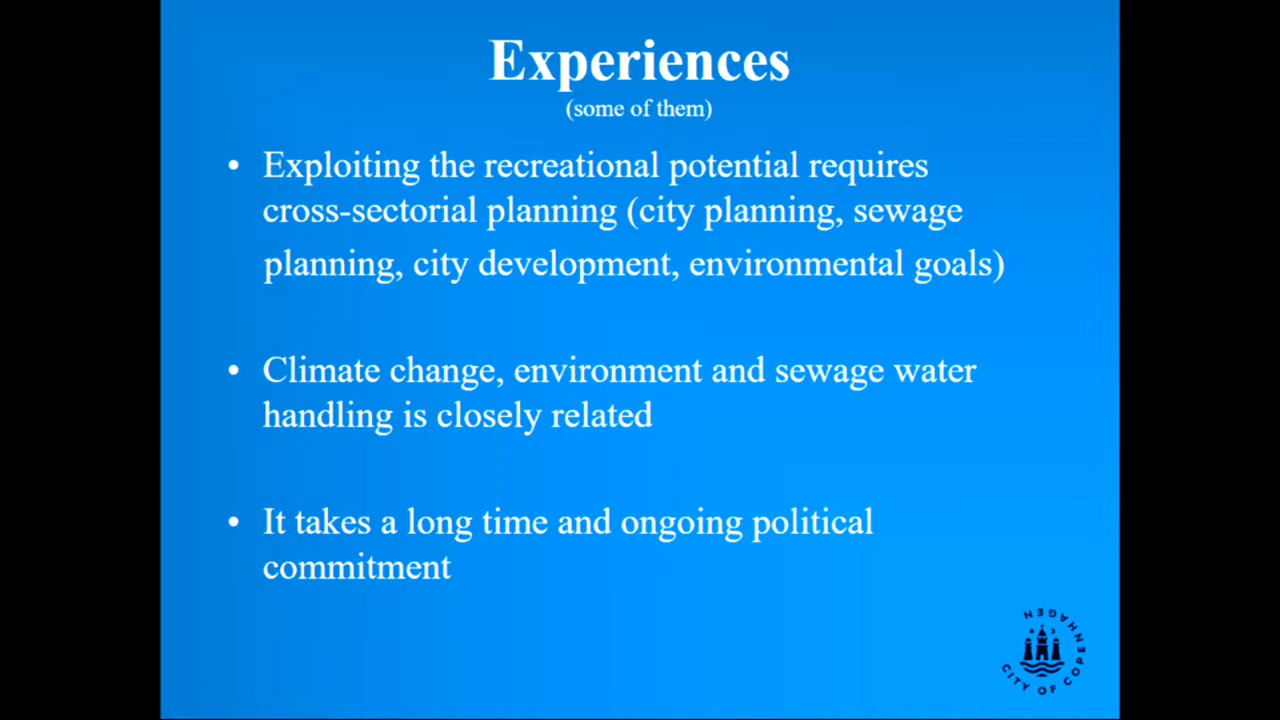 Experiences
(some of them)
• Exploiting the recreational potential requires
cross-sectorial planning (city planning, sewage
planning, city development, environmental goals)
• Climate change, environment and sewage water
handling is closely related
• It takes a long time and ongoing political
commitment
CITY OF COPENHAGEN